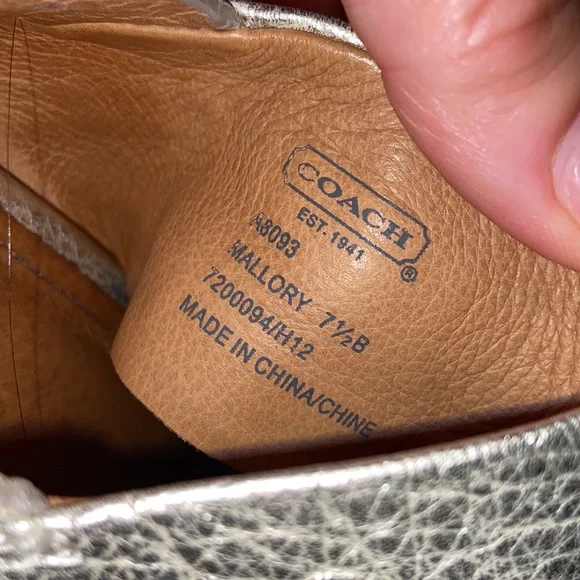 COACH®
EST. 1941
A8093
MALLORY 7½B
7200094/H12
MADE IN CHINA/CHINE